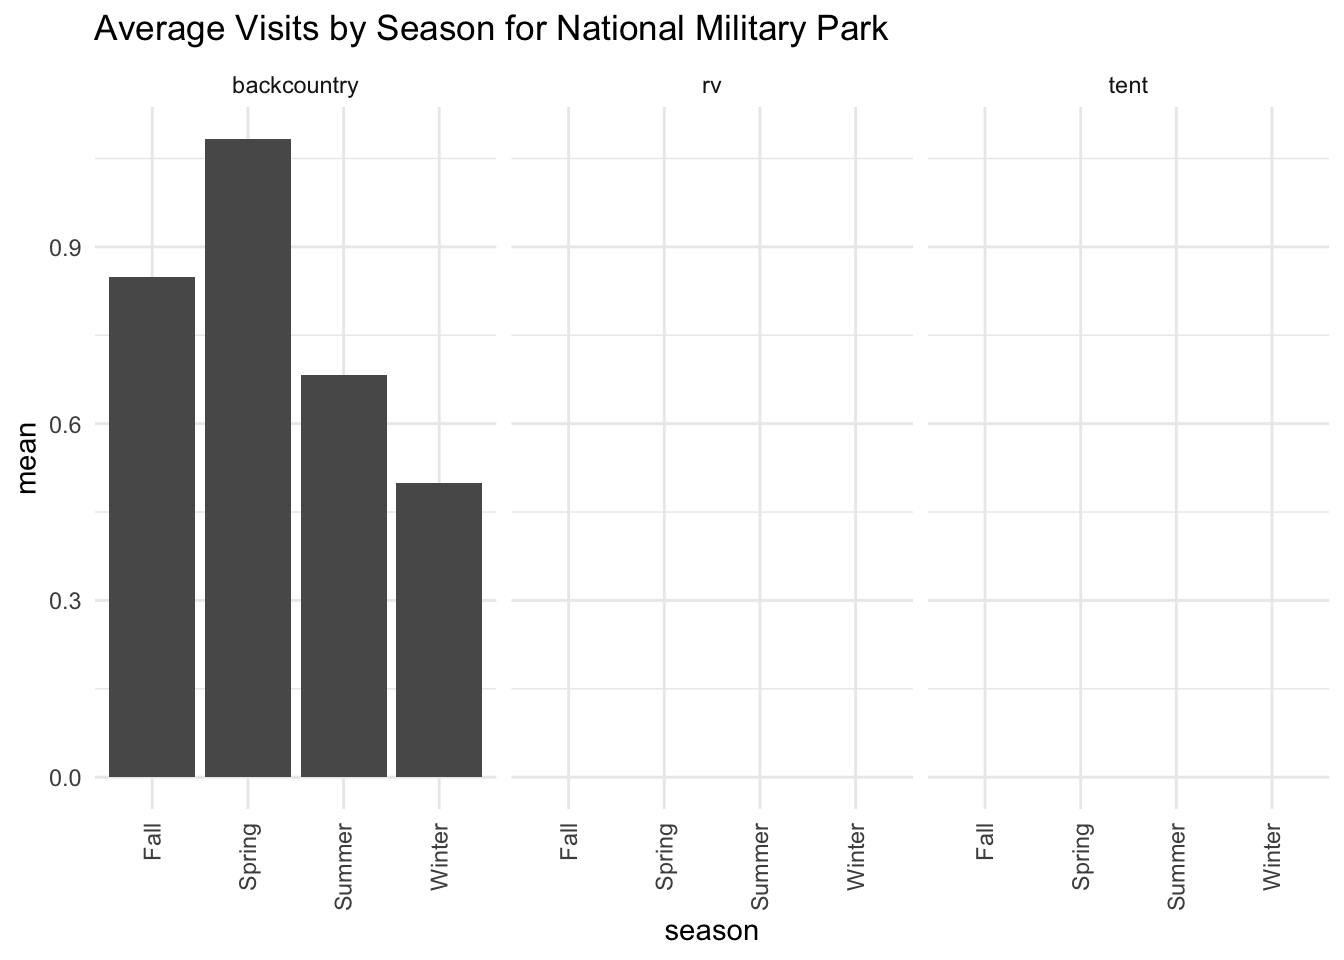 Average Visits by Season for National Military Park
backcountry
rv
tent
mean
0.9
0.6
0.3
0.0
Fall
Spring
Summer
Winter
Fall
Spring
Summer
Winter
Fall
Spring
Summer
Winter
season